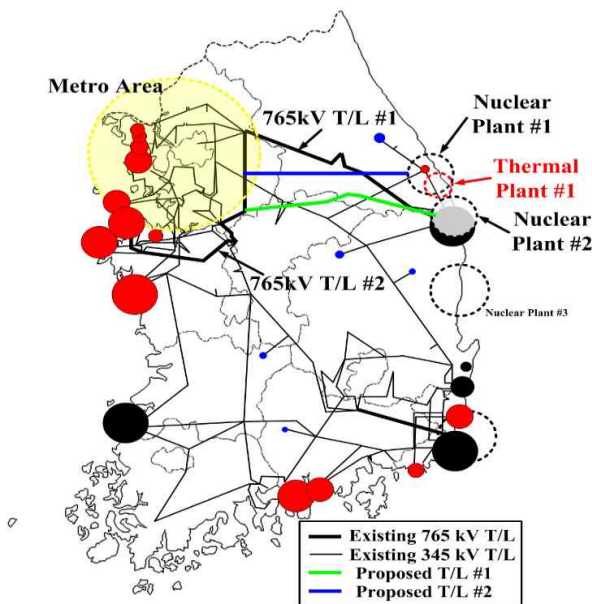 Metro Area
765kV T/L #1
Nuclear
Plant #1
Thermal
Plant #1
Nuclear
Plant #2
765kV T/L #2
Nuclear Plant #3
Existing 765 kV T/L
Existing 345 kV T/L
Proposed T/L #1
Proposed T/L #2